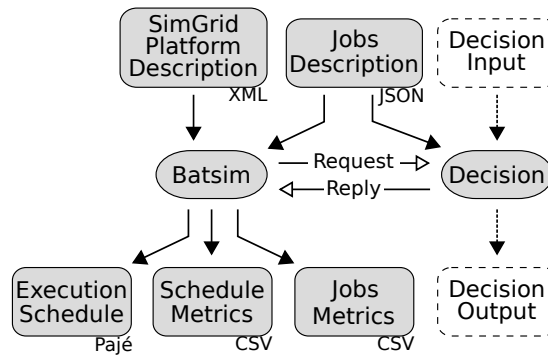 SimGrid
Platform
Description
XML
Jobs
Description
JSON
Decision
Input
Batsim
Request
Reply
Decision
Execution
Schedule
Pajé
Schedule
Metrics
CSV
Jobs
Metrics
CSV
Decision
Output